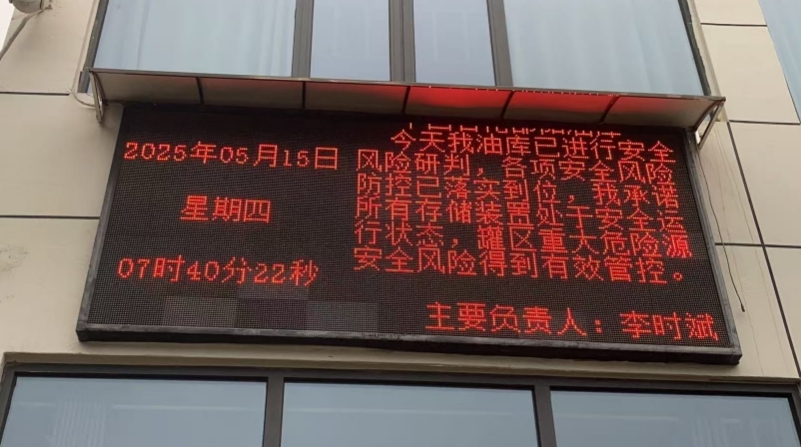 2025年05月15日
星期四
07时40分22秒
今天我油库已进行安全
风险研判，各项安全风险
防控已落实到位，我承诺
所有存储装置处于安全运
行状态，罐区重大危险源
安全风险得到有效管控。
主要负责人：李时斌